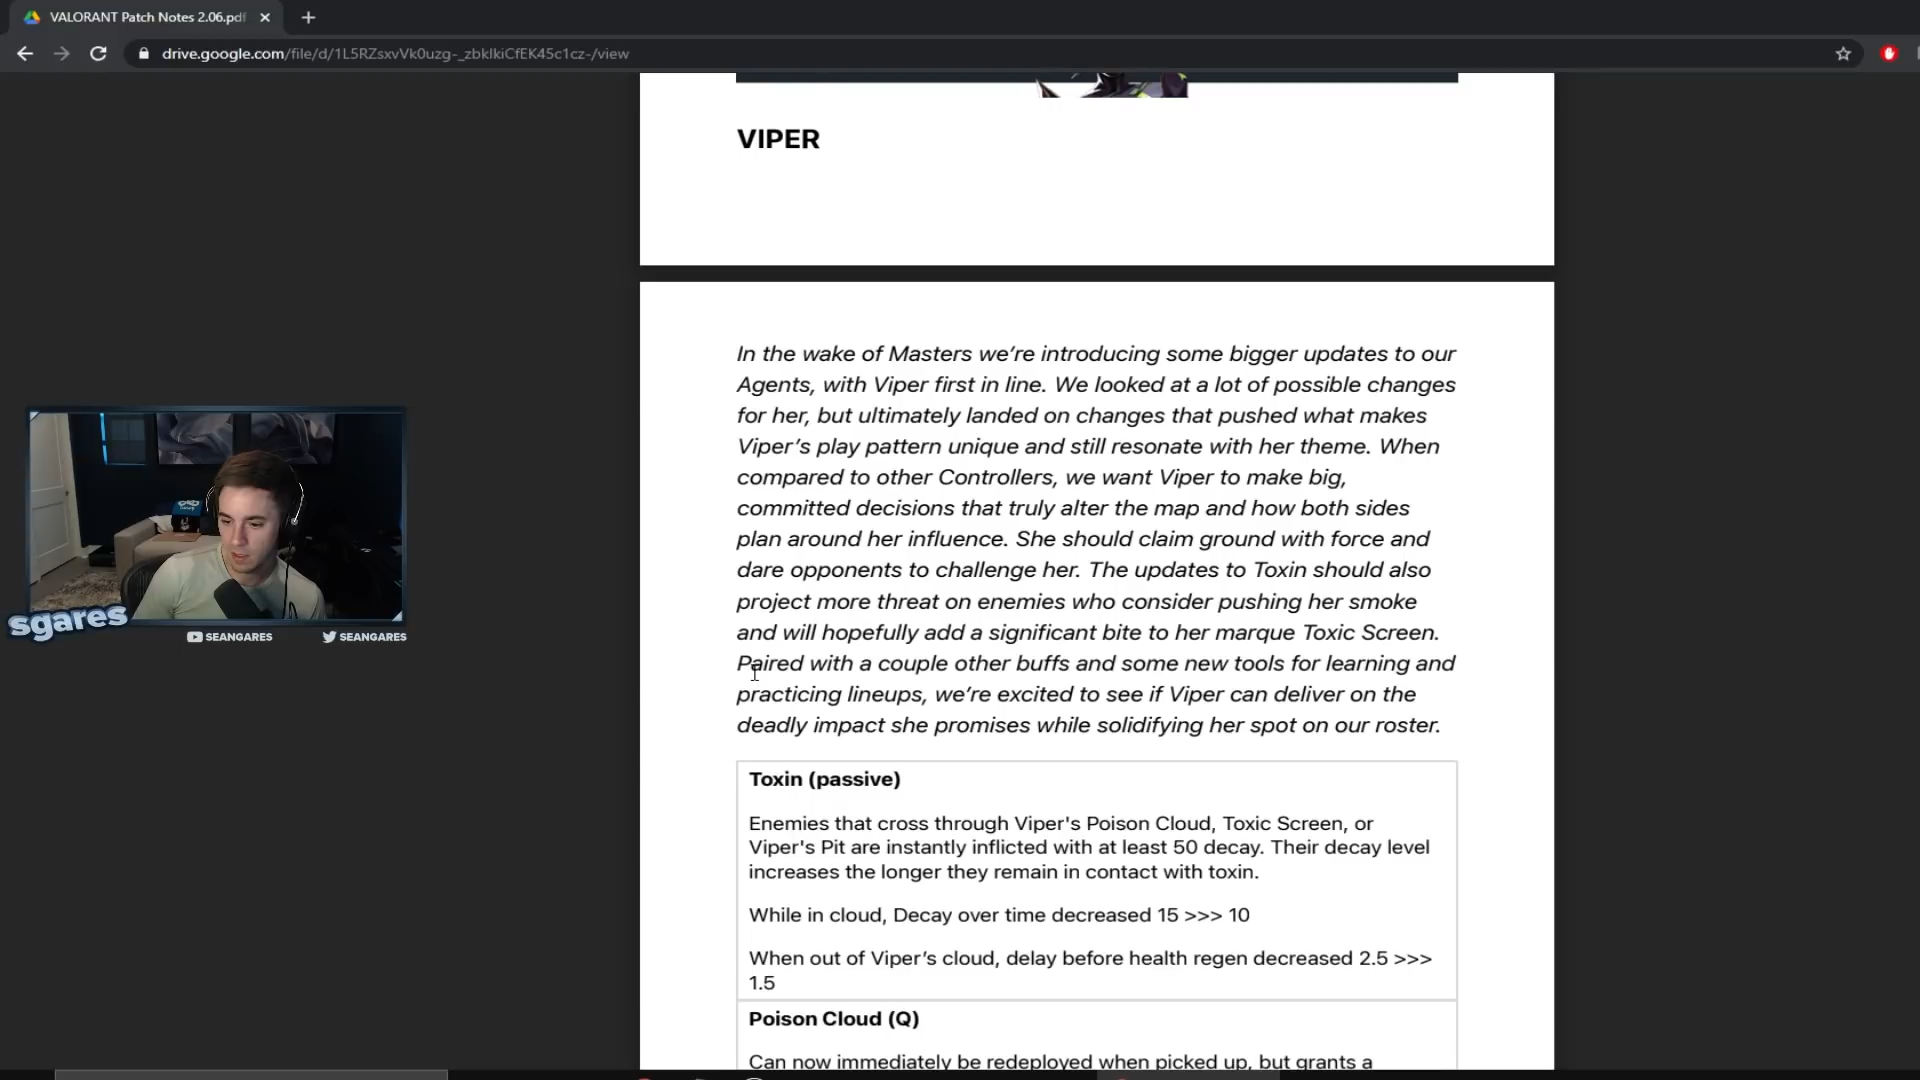 VALORANT Patch Notes 2.06.pdf
drive.google.com/file/d/1L5RZsxvVk0uzg-_zbklkiCfEK45c1cz-/view
VIPER
In the wake of Masters we’re introducing some bigger updates to our
Agents, with Viper first in line. We looked at a lot of possible changes
for her, but ultimately landed on changes that pushed what makes
Viper’s play pattern unique and still resonate with her theme. When
compared to other Controllers, we want Viper to make big,
committed decisions that truly alter the map and how both sides
plan around her influence. She should claim ground with force and
dare opponents to challenge her. The updates to Toxin should also
project more threat on enemies who consider pushing her smoke
and will hopefully add a significant bite to her marque Toxic Screen.
Paired with a couple other buffs and some new tools for learning and
practicing lineups, we’re excited to see if Viper can deliver on the
deadly impact she promises while solidifying her spot on our roster.
Toxin (passive)
Enemies that cross through Viper's Poison Cloud, Toxic Screen, or
Viper's Pit are instantly inflicted with at least 50 decay. Their decay level
increases the longer they remain in contact with toxin.
While in cloud, Decay over time decreased 15 >>> 10
When out of Viper’s cloud, delay before health regen decreased 2.5 >>>
1.5
Poison Cloud (Q)
Can now immediately be redeployed when picked up, but grants a
sgares
SEANGARES
SEANGARES